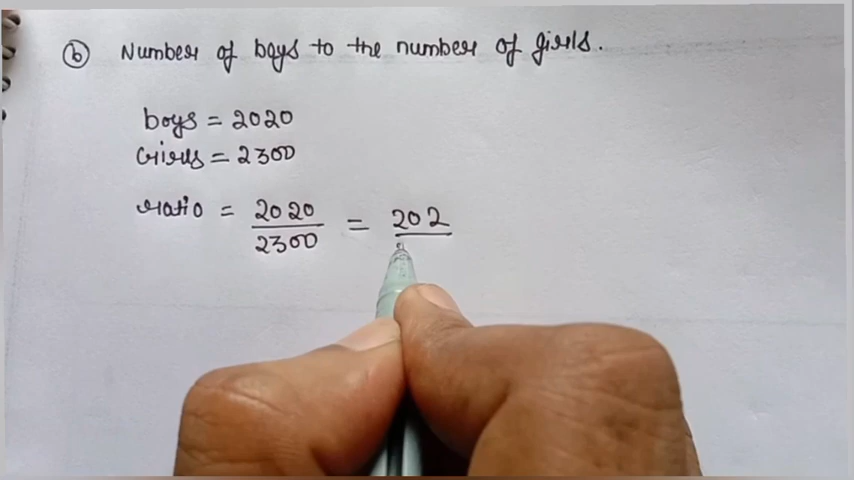 b Number of boys to the number of girls.
boys = 2020
Girls = 2300
ratio = 2020/2300 = 202/